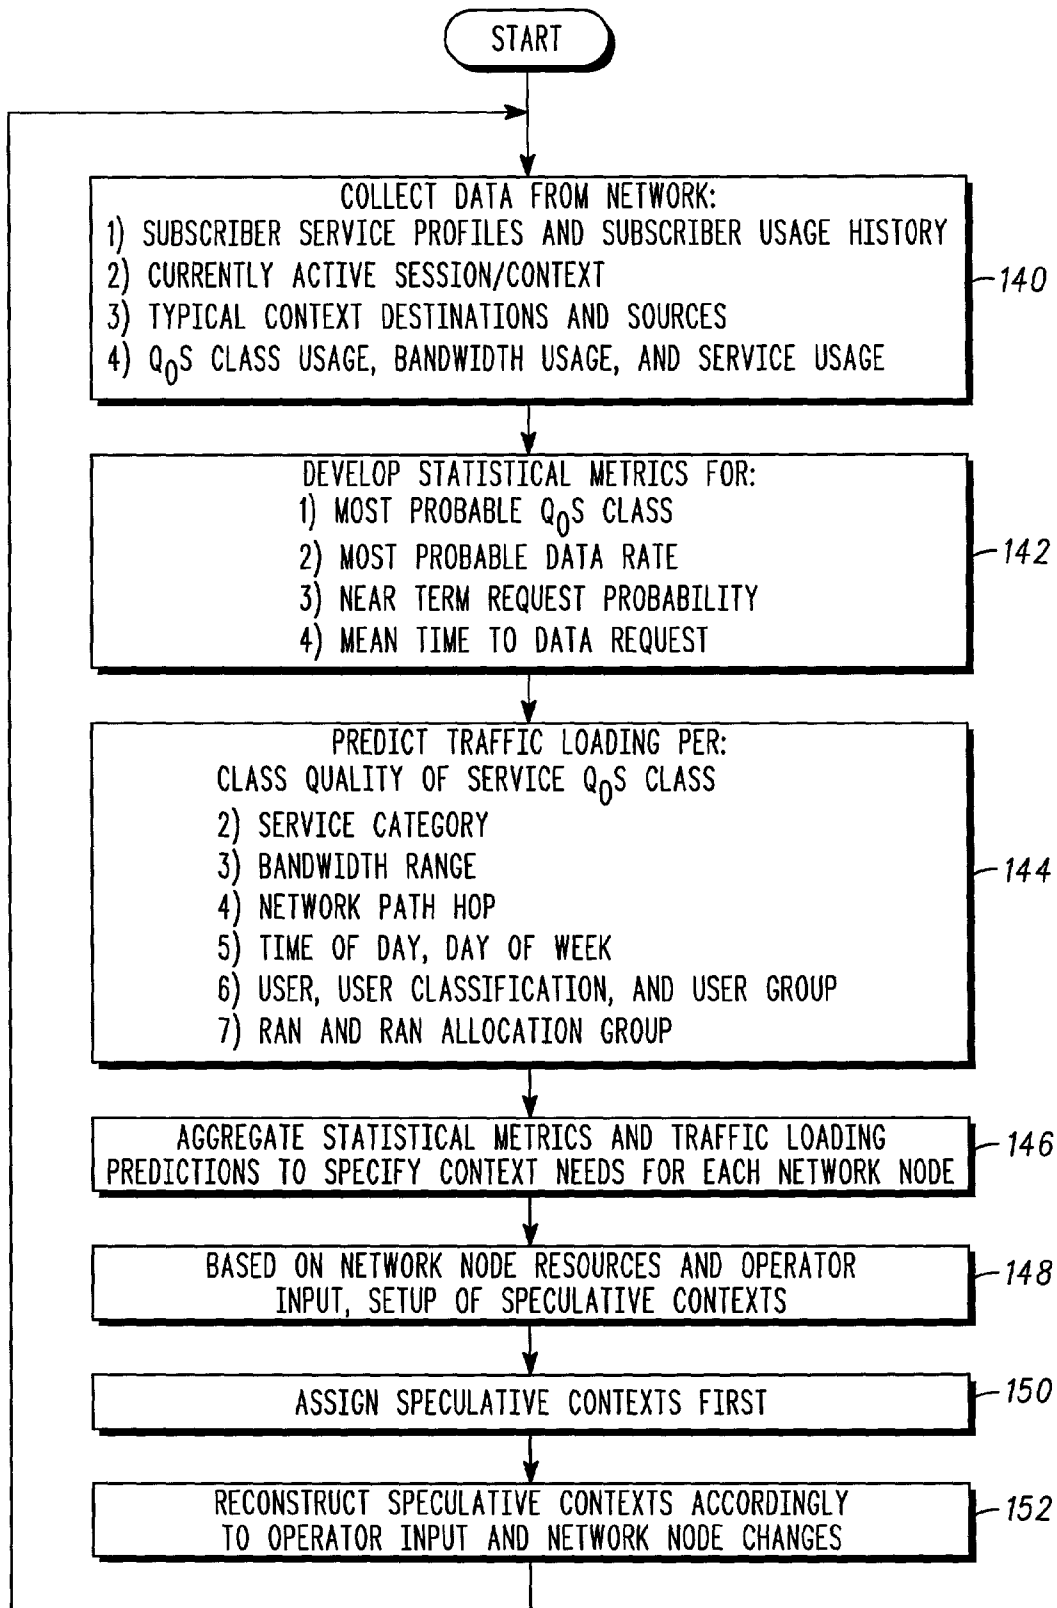 START
COLLECT DATA FROM NETWORK:
1) SUBSCRIBER SERVICE PROFILES AND SUBSCRIBER USAGE HISTORY
2) CURRENTLY ACTIVE SESSION/CONTEXT
3) TYPICAL CONTEXT DESTINATIONS AND SOURCES
4) Q0S CLASS USAGE, BANDWIDTH USAGE, AND SERVICE USAGE
140
DEVELOP STATISTICAL METRICS FOR:
1) MOST PROBABLE Q0S CLASS
2) MOST PROBABLE DATA RATE
3) NEAR TERM REQUEST PROBABILITY
4) MEAN TIME TO DATA REQUEST
142
PREDICT TRAFFIC LOADING PER:
CLASS QUALITY OF SERVICE Q0S CLASS
2) SERVICE CATEGORY
3) BANDWIDTH RANGE
4) NETWORK PATH HOP
5) TIME OF DAY, DAY OF WEEK
6) USER, USER CLASSIFICATION, AND USER GROUP
7) RAN AND RAN ALLOCATION GROUP
144
AGGREGATE STATISTICAL METRICS AND TRAFFIC LOADING
PREDICTIONS TO SPECIFY CONTEXT NEEDS FOR EACH NETWORK NODE
146
BASED ON NETWORK NODE RESOURCES AND OPERATOR
INPUT, SETUP OF SPECULATIVE CONTEXTS
148
ASSIGN SPECULATIVE CONTEXTS FIRST
150
RECONSTRUCT SPECULATIVE CONTEXTS ACCORDINGLY
TO OPERATOR INPUT AND NETWORK NODE CHANGES
152